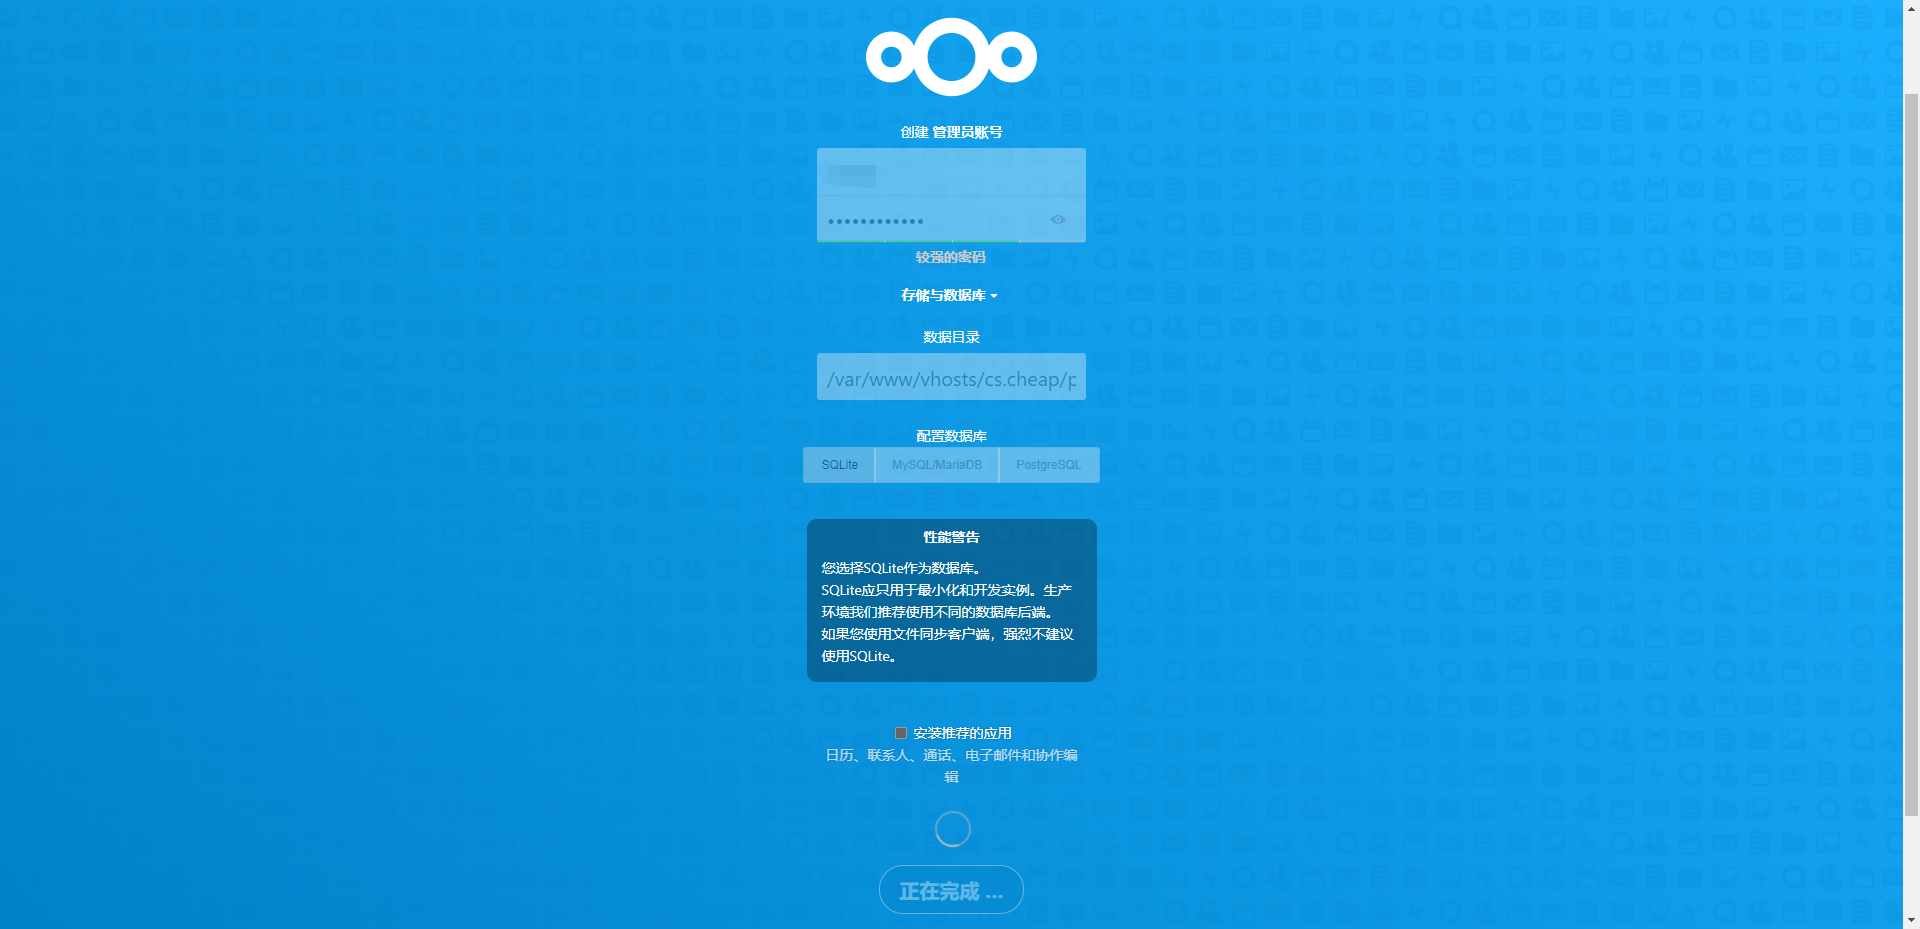 创建 管理员账号
••••••••••••
较强的密码
存储与数据库
数据目录
/var/www/vhosts/cs.cheap/p
配置数据库
SQLite MySQL/MariaDB PostgreSQL
性能警告
您选择SQLite作为数据库。
SQLite应只用于最小化和开发实例。生产
环境我们推荐使用不同的数据库后端。
如果您使用文件同步客户端，强烈不建议
使用SQLite。
安装推荐的应用
日历、联系人、通话、电子邮件和协作编
辑
正在完成 ...